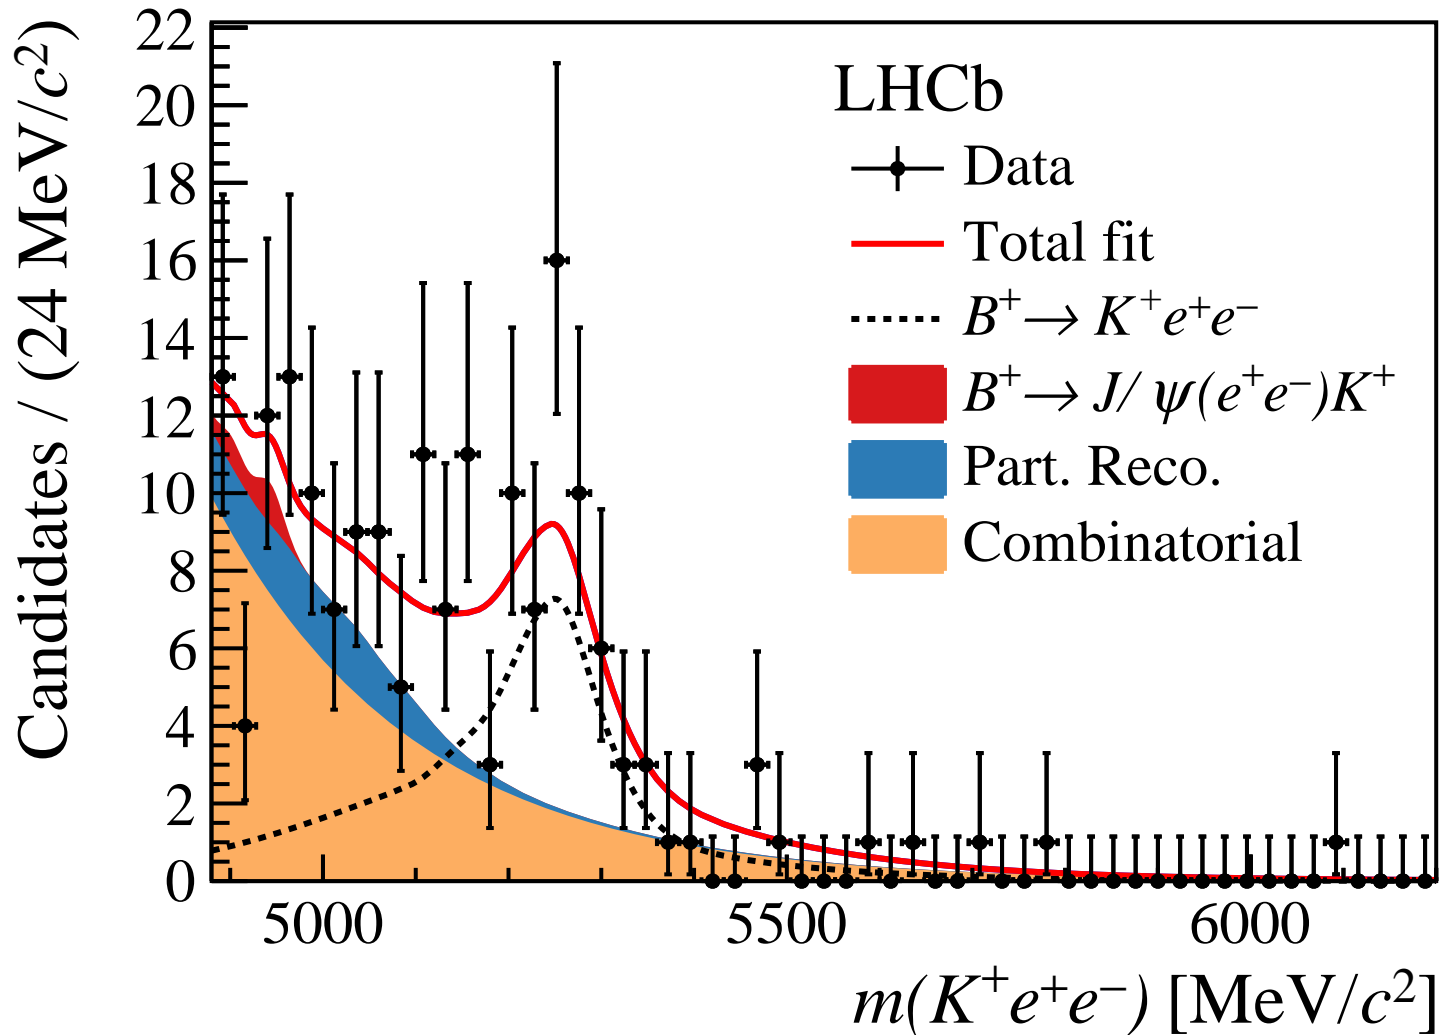 Candidates / (24 MeV/c²)
22
20
18
16
14
12
10
8
6
4
2
0
LHCb
Data
Total fit
B⁺→ K⁺e⁺e⁻
B⁺→ J/ψ(e⁺e⁻)K⁺
Part. Reco.
Combinatorial
5000 5500 6000
m(K⁺e⁺e⁻) [MeV/c²]